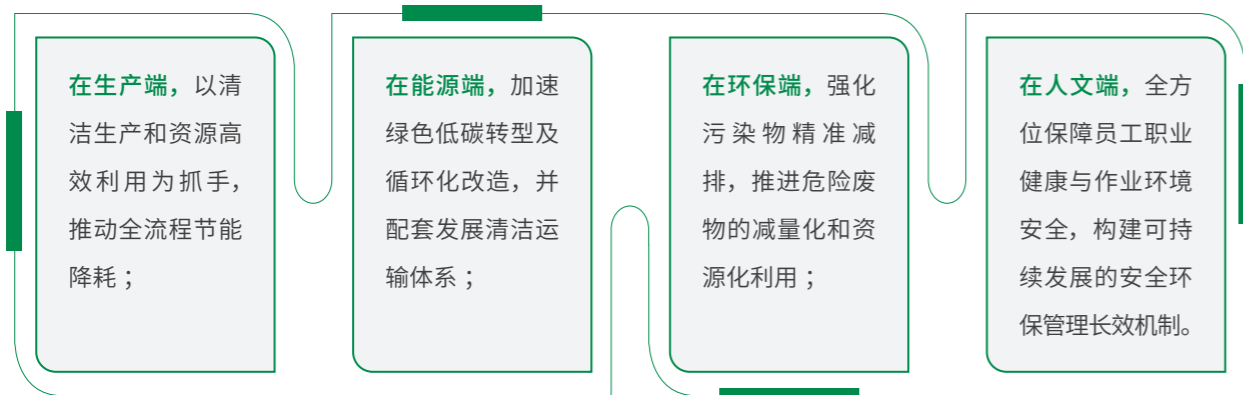 在生产端，以清
洁生产和资源高
效利用为抓手，
推动全流程节能
降耗；
在能源端，加速
绿色低碳转型及
循环化改造，并
配套发展清洁运
输体系；
在环保端，强化
污染物精准减
排，推进危险废
物的减量化和资
源化利用；
在人文端，全方
位保障员工职业
健康与作业环境
安全，构建可持
续发展的安全环
保管理长效机制。